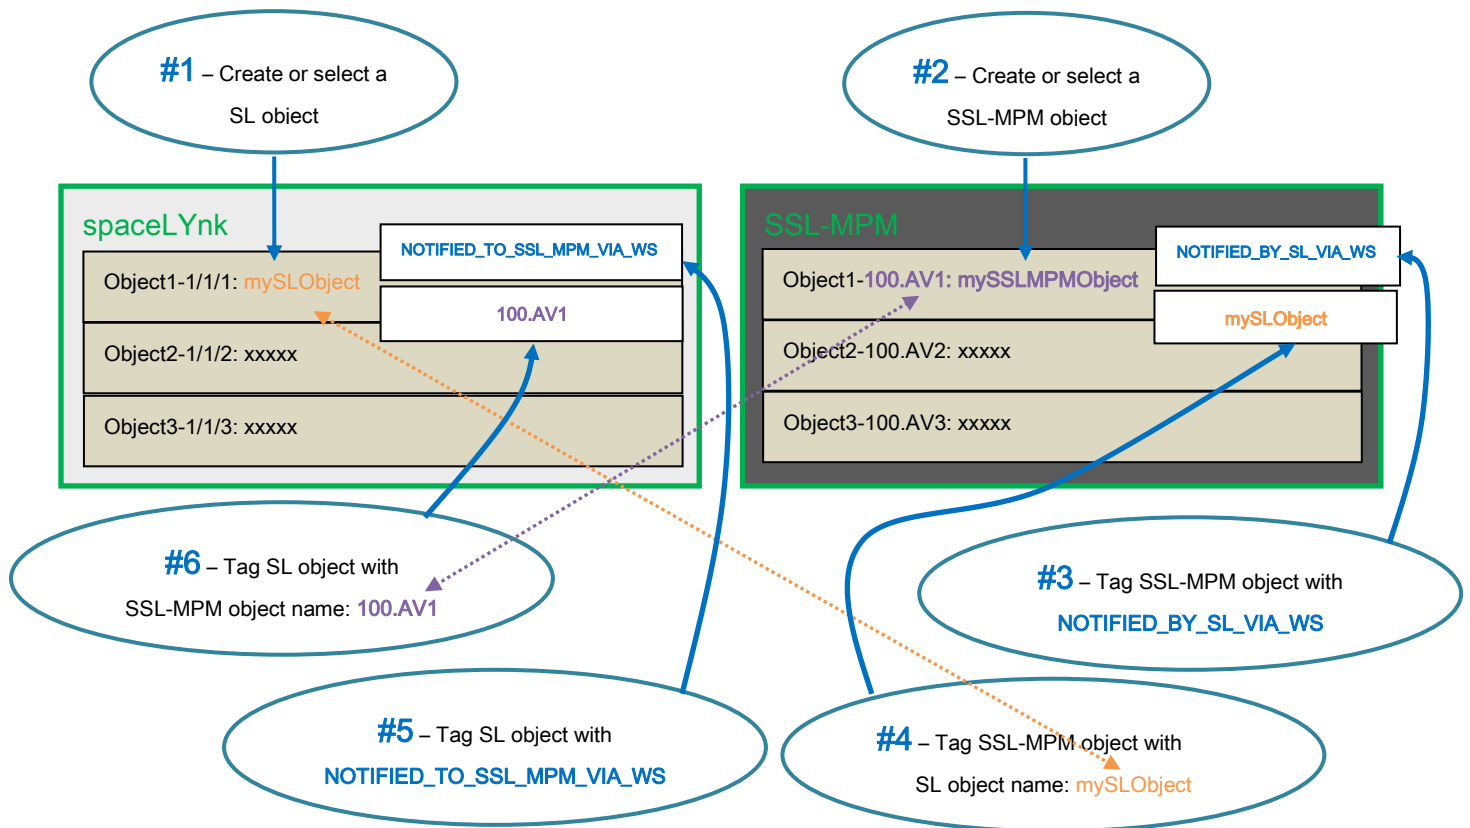 #1 – Create or select a
SL object
#2 – Create or select a
SSL-MPM object
spaceLYnk
NOTIFIED_TO_SSL_MPM_VIA_WS
Object1-1/1/1: mySLObject
100.AV1
Object2-1/1/2: xxxxx
Object3-1/1/3: xxxxx
SSL-MPM
NOTIFIED_BY_SL_VIA_WS
Object1-100.AV1: mySSLMPMObject
mySLObject
Object2-100.AV2: xxxxx
Object3-100.AV3: xxxxx
#6 – Tag SL object with
SSL-MPM object name: 100.AV1
#3 – Tag SSL-MPM object with
NOTIFIED_BY_SL_VIA_WS
#5 – Tag SL object with
NOTIFIED_TO_SSL_MPM_VIA_WS
#4 – Tag SSL-MPM object with
SL object name: mySLObject